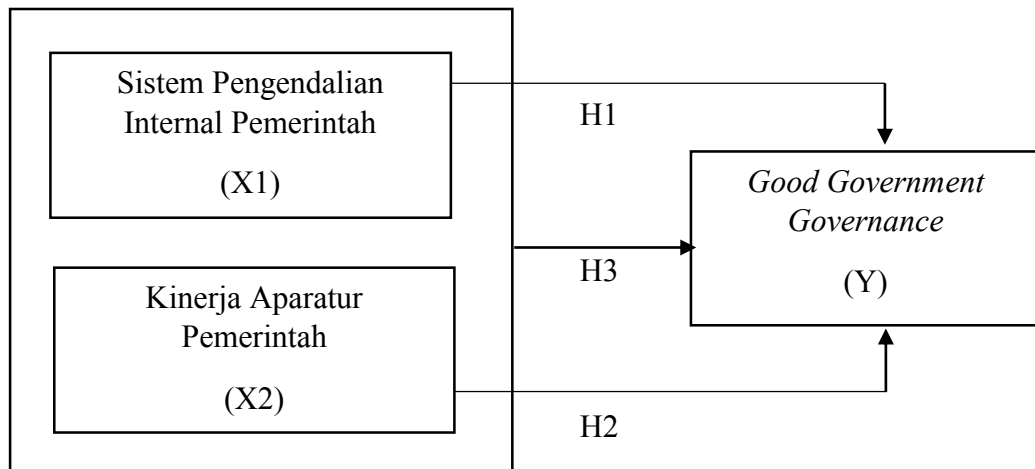 Sistem Pengendalian
Internal Pemerintah
(X1)
H1
Good Government
Governance
(Y)
H3
Kinerja Aparatur
Pemerintah
(X2)
H2